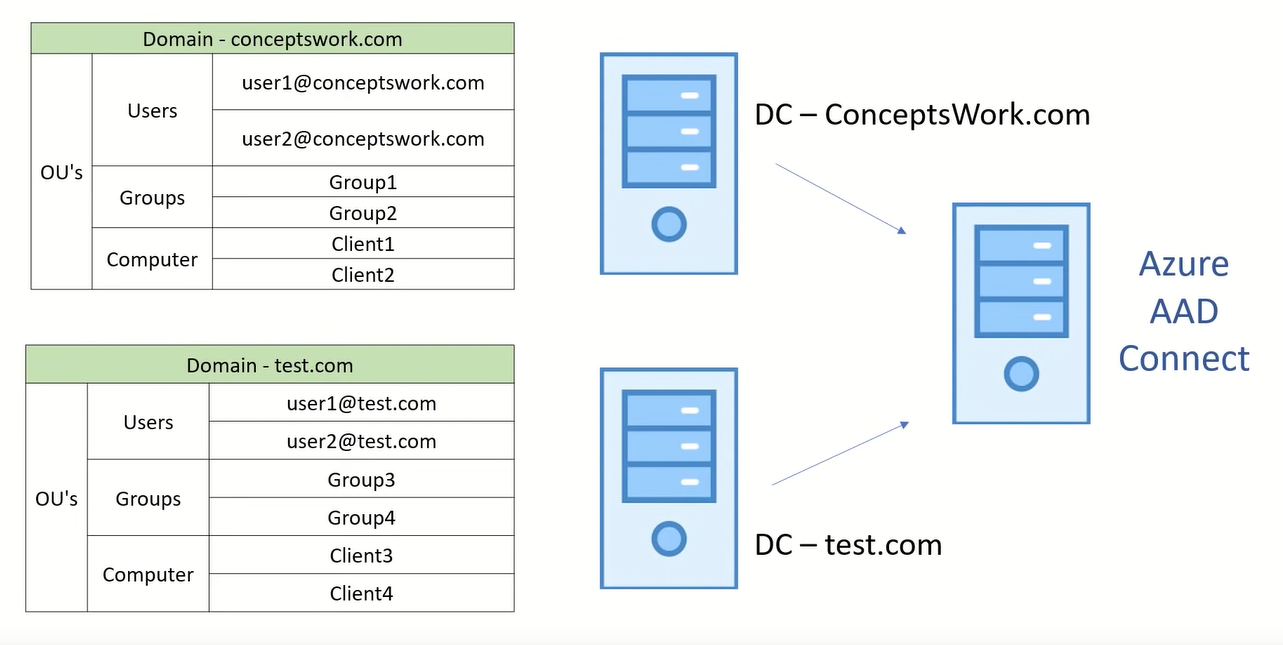 Domain - conceptswork.com
OU's
Users
user1@conceptswork.com
user2@conceptswork.com
Groups
Group1
Group2
Computer
Client1
Client2
DC – ConceptsWork.com
Azure
AAD
Connect
Domain - test.com
OU's
Users
user1@test.com
user2@test.com
Groups
Group3
Group4
Computer
Client3
Client4
DC – test.com